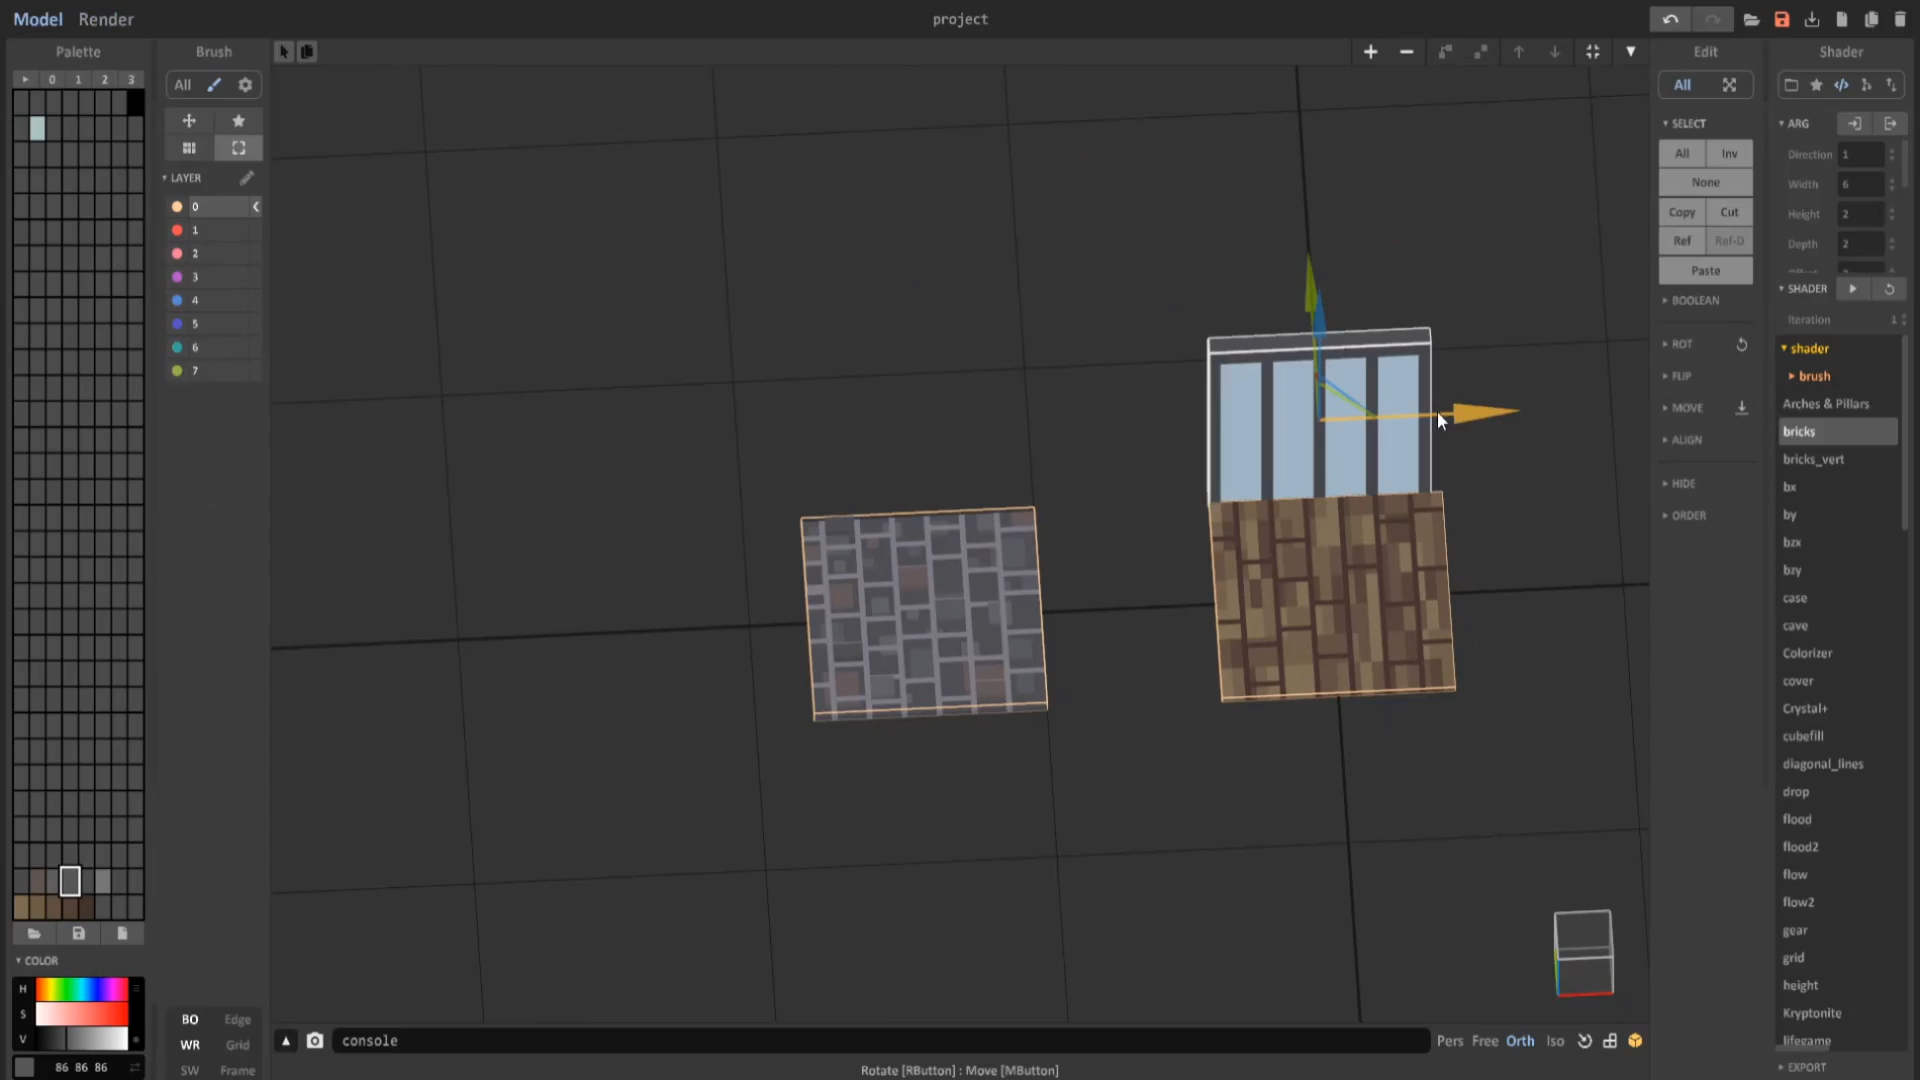 Model Render
project
Palette
Brush
Edit
Shader
0 1 2 3
All
All
SELECT
All Inv
None
Copy Cut
Ref Ref-D
Paste
BOOLEAN
ROT
FLIP
MOVE
ALIGN
HIDE
ORDER
LAYER
0
1
2
3
4
5
6
7
ARG
Direction 1
Width 6
Height 2
Depth 2
SHADER
Iteration 1
shader
brush
Arches & Pillars
bricks
bricks_vert
bx
by
bzx
bzy
case
cave
Colorizer
cover
Crystal+
cubefill
diagonal_lines
drop
flood
flood2
flow
flow2
gear
grid
height
Kryptonite
lifegame
EXPORT
COLOR
H
S
V
86 86 86
BO Edge
WR Grid
SW Frame
console
Pers Free Orth Iso
Rotate [RButton] : Move [MButton]